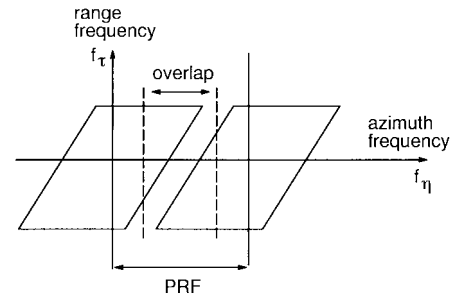 range
frequency
f_τ
overlap
azimuth
frequency
f_η
PRF